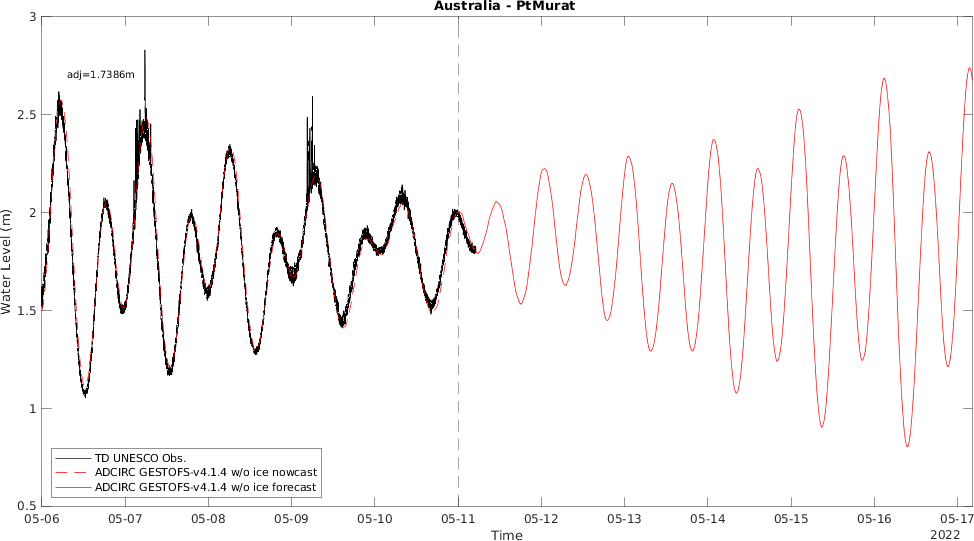 Australia - PtMurat
3
adj=1.7386m
2.5
2
Water Level (m)
1.5
1
TD UNESCO Obs.
ADCIRC GESTOFS-v4.1.4 w/o ice nowcast
ADCIRC GESTOFS-v4.1.4 w/o ice forecast
0.5
05-06 05-07 05-08 05-09 05-10 05-11 05-12 05-13 05-14 05-15 05-16 05-17
Time
2022